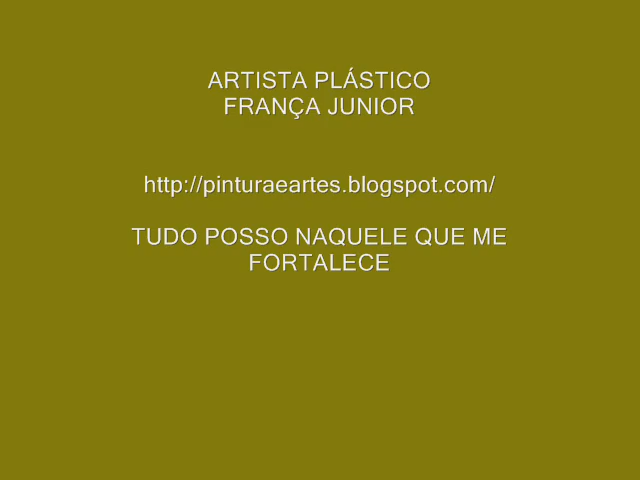 ARTISTA PLÁSTICO
FRANÇA JUNIOR
http://pinturaeartes.blogspot.com/
TUDO POSSO NAQUELE QUE ME
FORTALECE